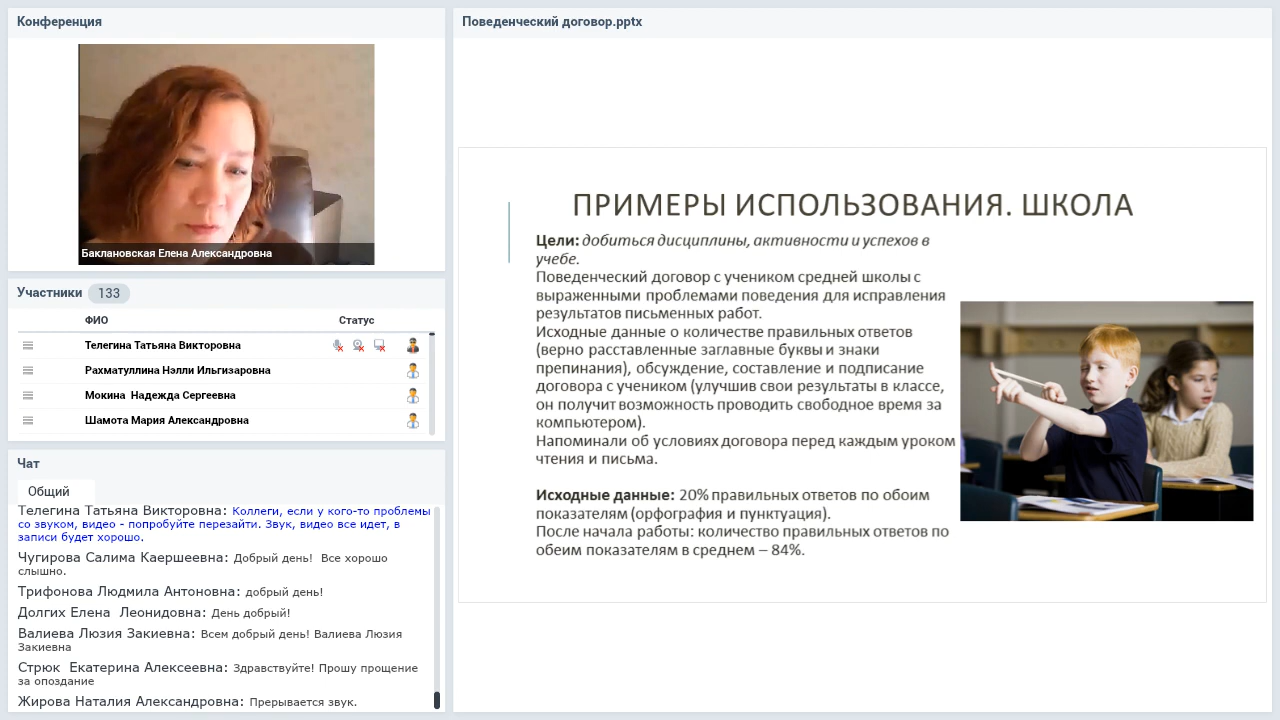 Конференция
Баклановская Елена Александровна
Участники 133
ФИО Статус
Телегина Татьяна Викторовна
Рахматуллина Нэлли Ильгизаровна
Мокина Надежда Сергеевна
Шамота Мария Александровна
Чат
Общий
Телегина Татьяна Викторовна: Коллеги, если у кого-то проблемы
со звуком, видео - попробуйте перезайти. Звук, видео все идет, в
записи будет хорошо.
Чугирова Салима Каершеевна: Добрый день! Все хорошо
слышно.
Трифонова Людмила Антоновна: добрый день!
Долгих Елена Леонидовна: День добрый!
Валиева Люзия Закиевна: Всем добрый день! Валиева Люзия
Закиевна
Стрюк Екатерина Алексеевна: Здравствуйте! Прошу прощение
за опоздание
Жирова Наталия Александровна: Прерывается звук.
Поведенческий договор.pptx
ПРИМЕРЫ ИСПОЛЬЗОВАНИЯ. ШКОЛА
Цели: добиться дисциплины, активности и успехов в
учебе.
Поведенческий договор с учеником средней школы с
выраженными проблемами поведения для исправления
результатов письменных работ.
Исходные данные о количестве правильных ответов
(верно расставленные заглавные буквы и знаки
препинания), обсуждение, составление и подписание
договора с учеником (улучшив свои результаты в классе,
он получит возможность проводить свободное время за
компьютером).
Напоминали об условиях договора перед каждым уроком
чтения и письма.
Исходные данные: 20% правильных ответов по обоим
показателям (орфография и пунктуация).
После начала работы: количество правильных ответов по
обеим показателям в среднем – 84%.